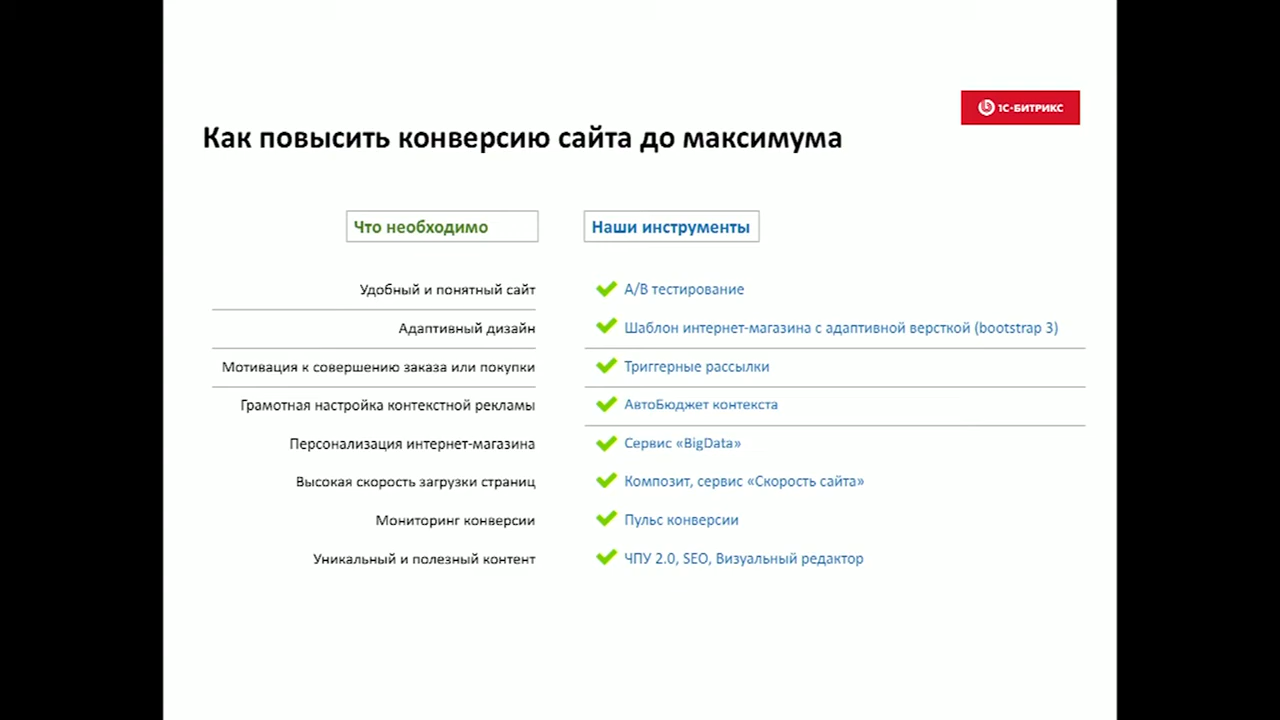 1С-БИТРИКС
Как повысить конверсию сайта до максимума
Что необходимо Наши инструменты
Удобный и понятный сайт A/B тестирование
Адаптивный дизайн Шаблон интернет-магазина с адаптивной версткой (bootstrap 3)
Мотивация к совершению заказа или покупки Триггерные рассылки
Грамотная настройка контекстной рекламы АвтоБюджет контекста
Персонализация интернет-магазина Сервис «BigData»
Высокая скорость загрузки страниц Композит, сервис «Скорость сайта»
Мониторинг конверсии Пульс конверсии
Уникальный и полезный контент ЧПУ 2.0, SEO, Визуальный редактор